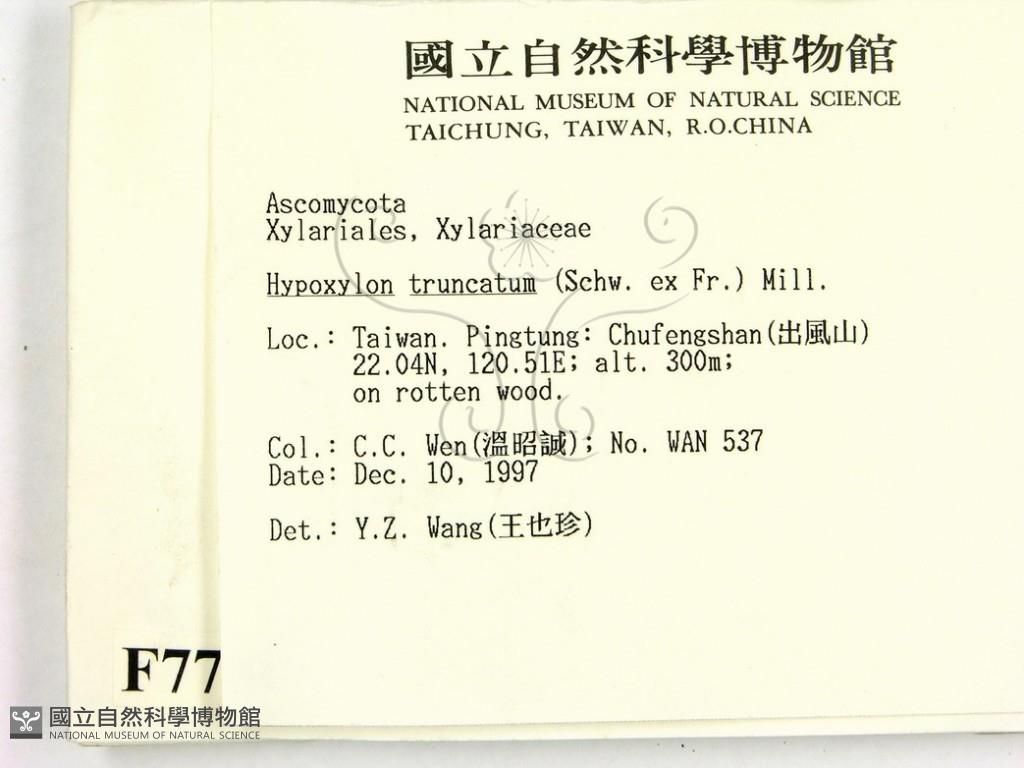 國立自然科學博物館
NATIONAL MUSEUM OF NATURAL SCIENCE
TAICHUNG, TAIWAN, R.O.CHINA
Ascomycota
Xylariales, Xylariaceae
Hypoxylon truncatum (Schw. ex Fr.) Mill.
Loc.: Taiwan. Pingtung: Chufengshan(出風山)
22.04N, 120.51E; alt. 300m;
on rotten wood.
Col.: C.C. Wen(溫昭誠); No. WAN 537
Date: Dec. 10, 1997
Det.: Y.Z. Wang(王也珍)
F77
國立自然科學博物館
NATIONAL MUSEUM OF NATURAL SCIENCE